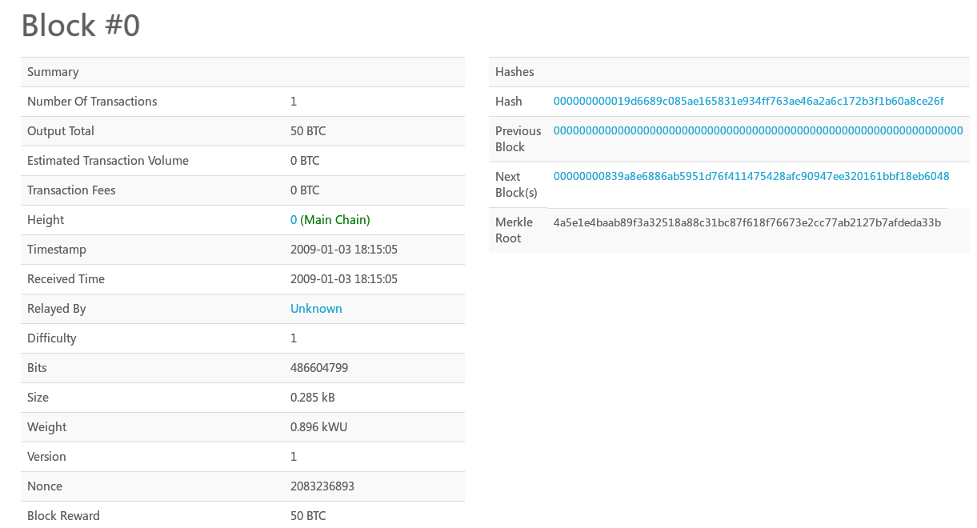 Block #0
Summary
Number Of Transactions 1
Output Total 50 BTC
Estimated Transaction Volume 0 BTC
Transaction Fees 0 BTC
Height 0 (Main Chain)
Timestamp 2009-01-03 18:15:05
Received Time 2009-01-03 18:15:05
Relayed By Unknown
Difficulty 1
Bits 486604799
Size 0.285 kB
Weight 0.896 kWU
Version 1
Nonce 2083236893
Block Reward 50 BTC
Hashes
Hash 000000000019d6689c085ae165831e934ff763ae46a2a6c172b3f1b60a8ce26f
Previous 0000000000000000000000000000000000000000000000000000000000000000
Block
Next 00000000839a8e6886ab5951d76f411475428afc90947ee320161bbf18eb6048
Block(s)
Merkle 4a5e1e4baab89f3a32518a88c31bc87f618f76673e2cc77ab2127b7afdeda33b
Root